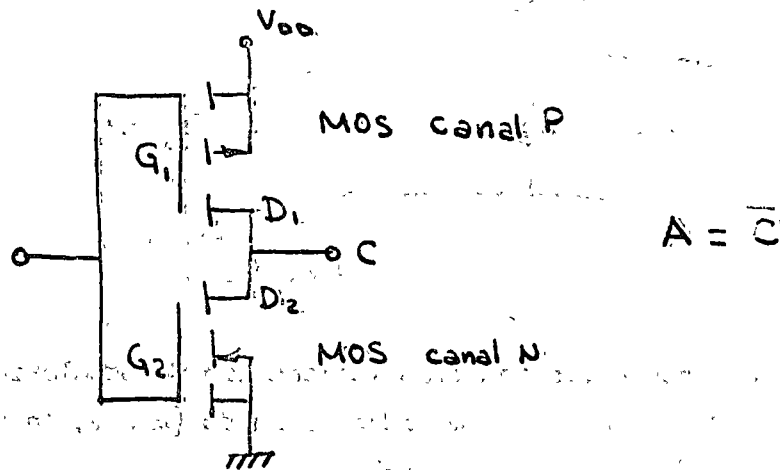 VDD
MOS canal P
G1
D1
C
A = C̅
D2
G2
MOS canal N